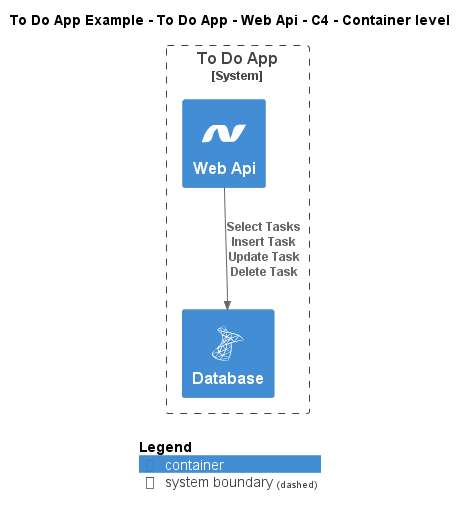 To Do App Example - To Do App - Web Api - C4 - Container level
To Do App
[System]
Web Api
Select Tasks
Insert Task
Update Task
Delete Task
Database
Legend
container
system boundary (dashed)